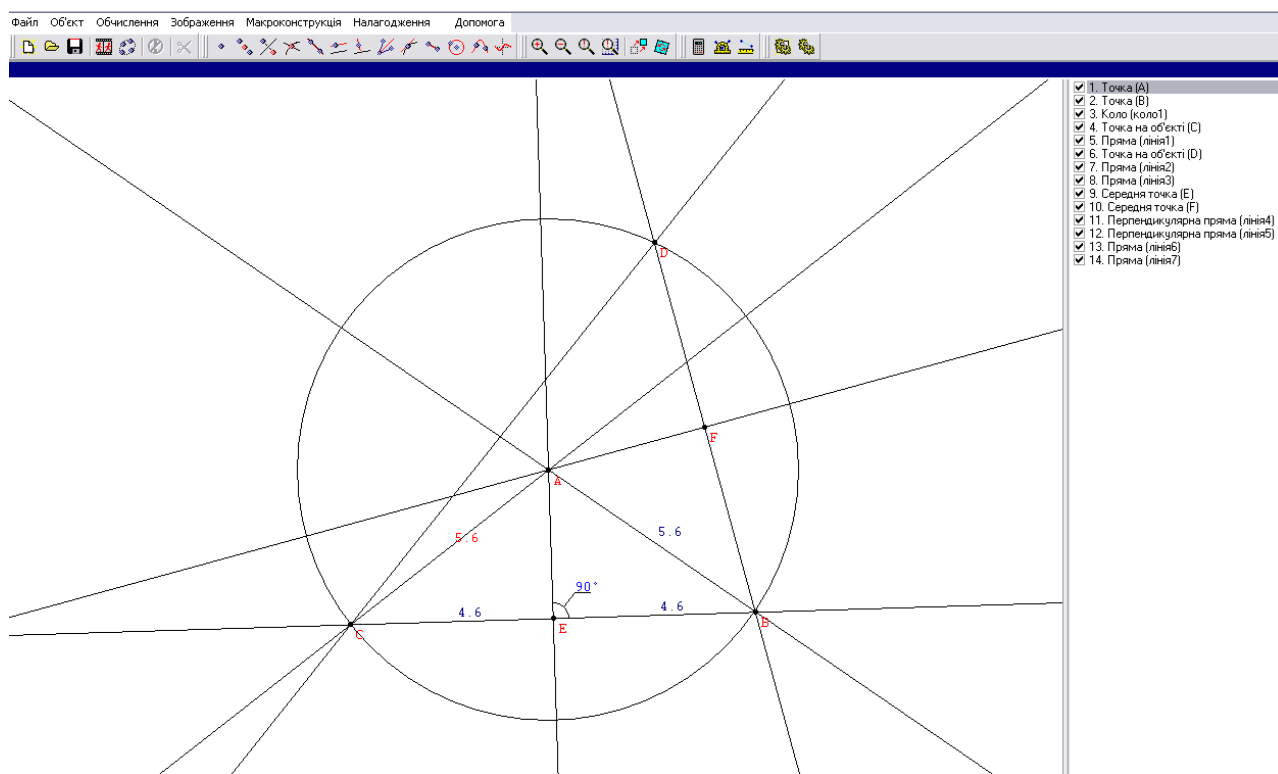 Файл Об'єкт Обчислення Зображення Макроконструкція Налагодження Допомога
1. Точка (A)
2. Точка (B)
3. Коло (коло1)
4. Точка на об'єкті (C)
5. Пряма (лінія1)
6. Точка на об'єкті (D)
7. Пряма (лінія2)
8. Пряма (лінія3)
9. Середня точка (E)
10. Середня точка (F)
11. Перпендикулярна пряма (лінія4)
12. Перпендикулярна пряма (лінія5)
13. Пряма (лінія6)
14. Пряма (лінія7)
D
F
A
5.6
5.6
90°
4.6
4.6
C
E
B